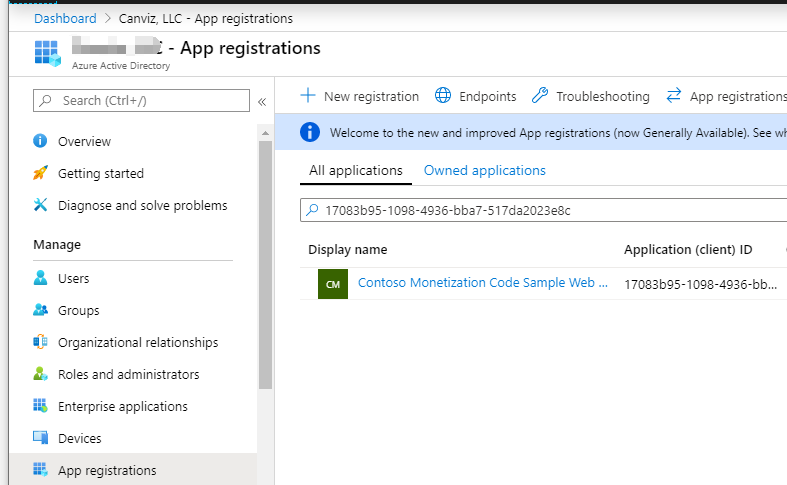 Dashboard > Canviz, LLC - App registrations
- App registrations
Azure Active Directory
Search (Ctrl+/)
«
Overview
Getting started
Diagnose and solve problems
Manage
Users
Groups
Organizational relationships
Roles and administrators
Enterprise applications
Devices
App registrations
New registration
Endpoints
Troubleshooting
App registrations
Welcome to the new and improved App registrations (now Generally Available). See
All applications
Owned applications
17083b95-1098-4936-bba7-517da2023e8c
Display name
Application (client) ID
CM
Contoso Monetization Code Sample Web ...
17083b95-1098-4936-bb...